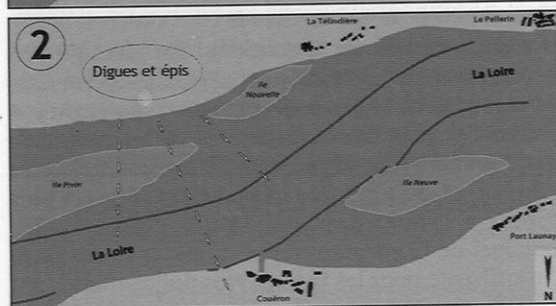 2
La Télindière
Le Pellerin
Digues et épis
Ile
Nouvelle
La Loire
Ile Pivin
Ile Neuve
La Loire
Port Launay
Couëron
N